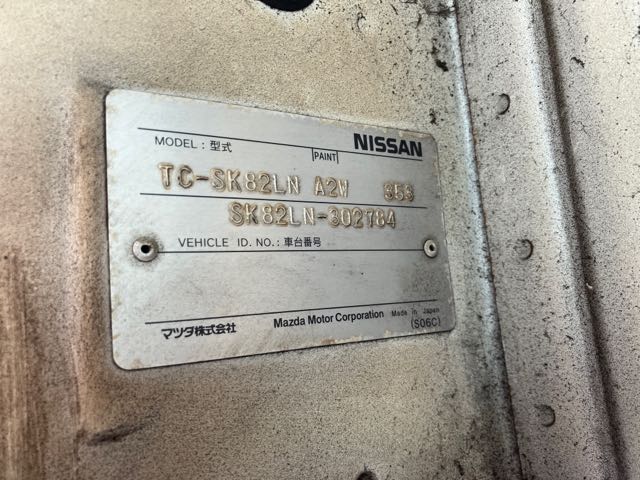 MODEL : 型式
PAINT
NISSAN
TC-SK82LN A2W
SK82LN-302784
VEHICLE ID. NO. : 車台番号
マツダ株式会社 Mazda Motor Corporation Made in Japan
(S06C)